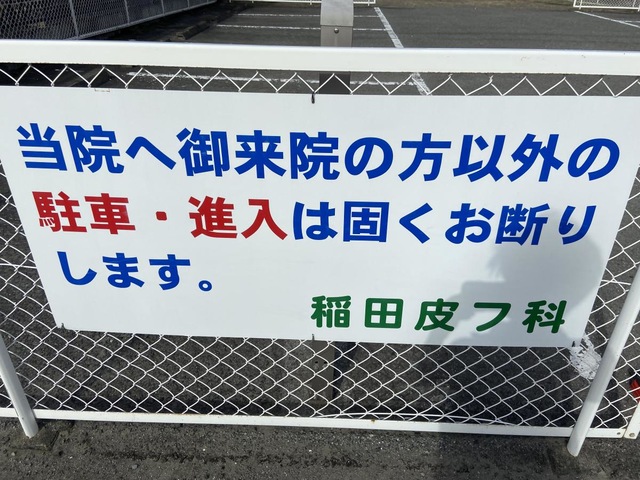 当院へ御来院の方以外の
駐車・進入は固くお断り
します。
稲田皮フ科